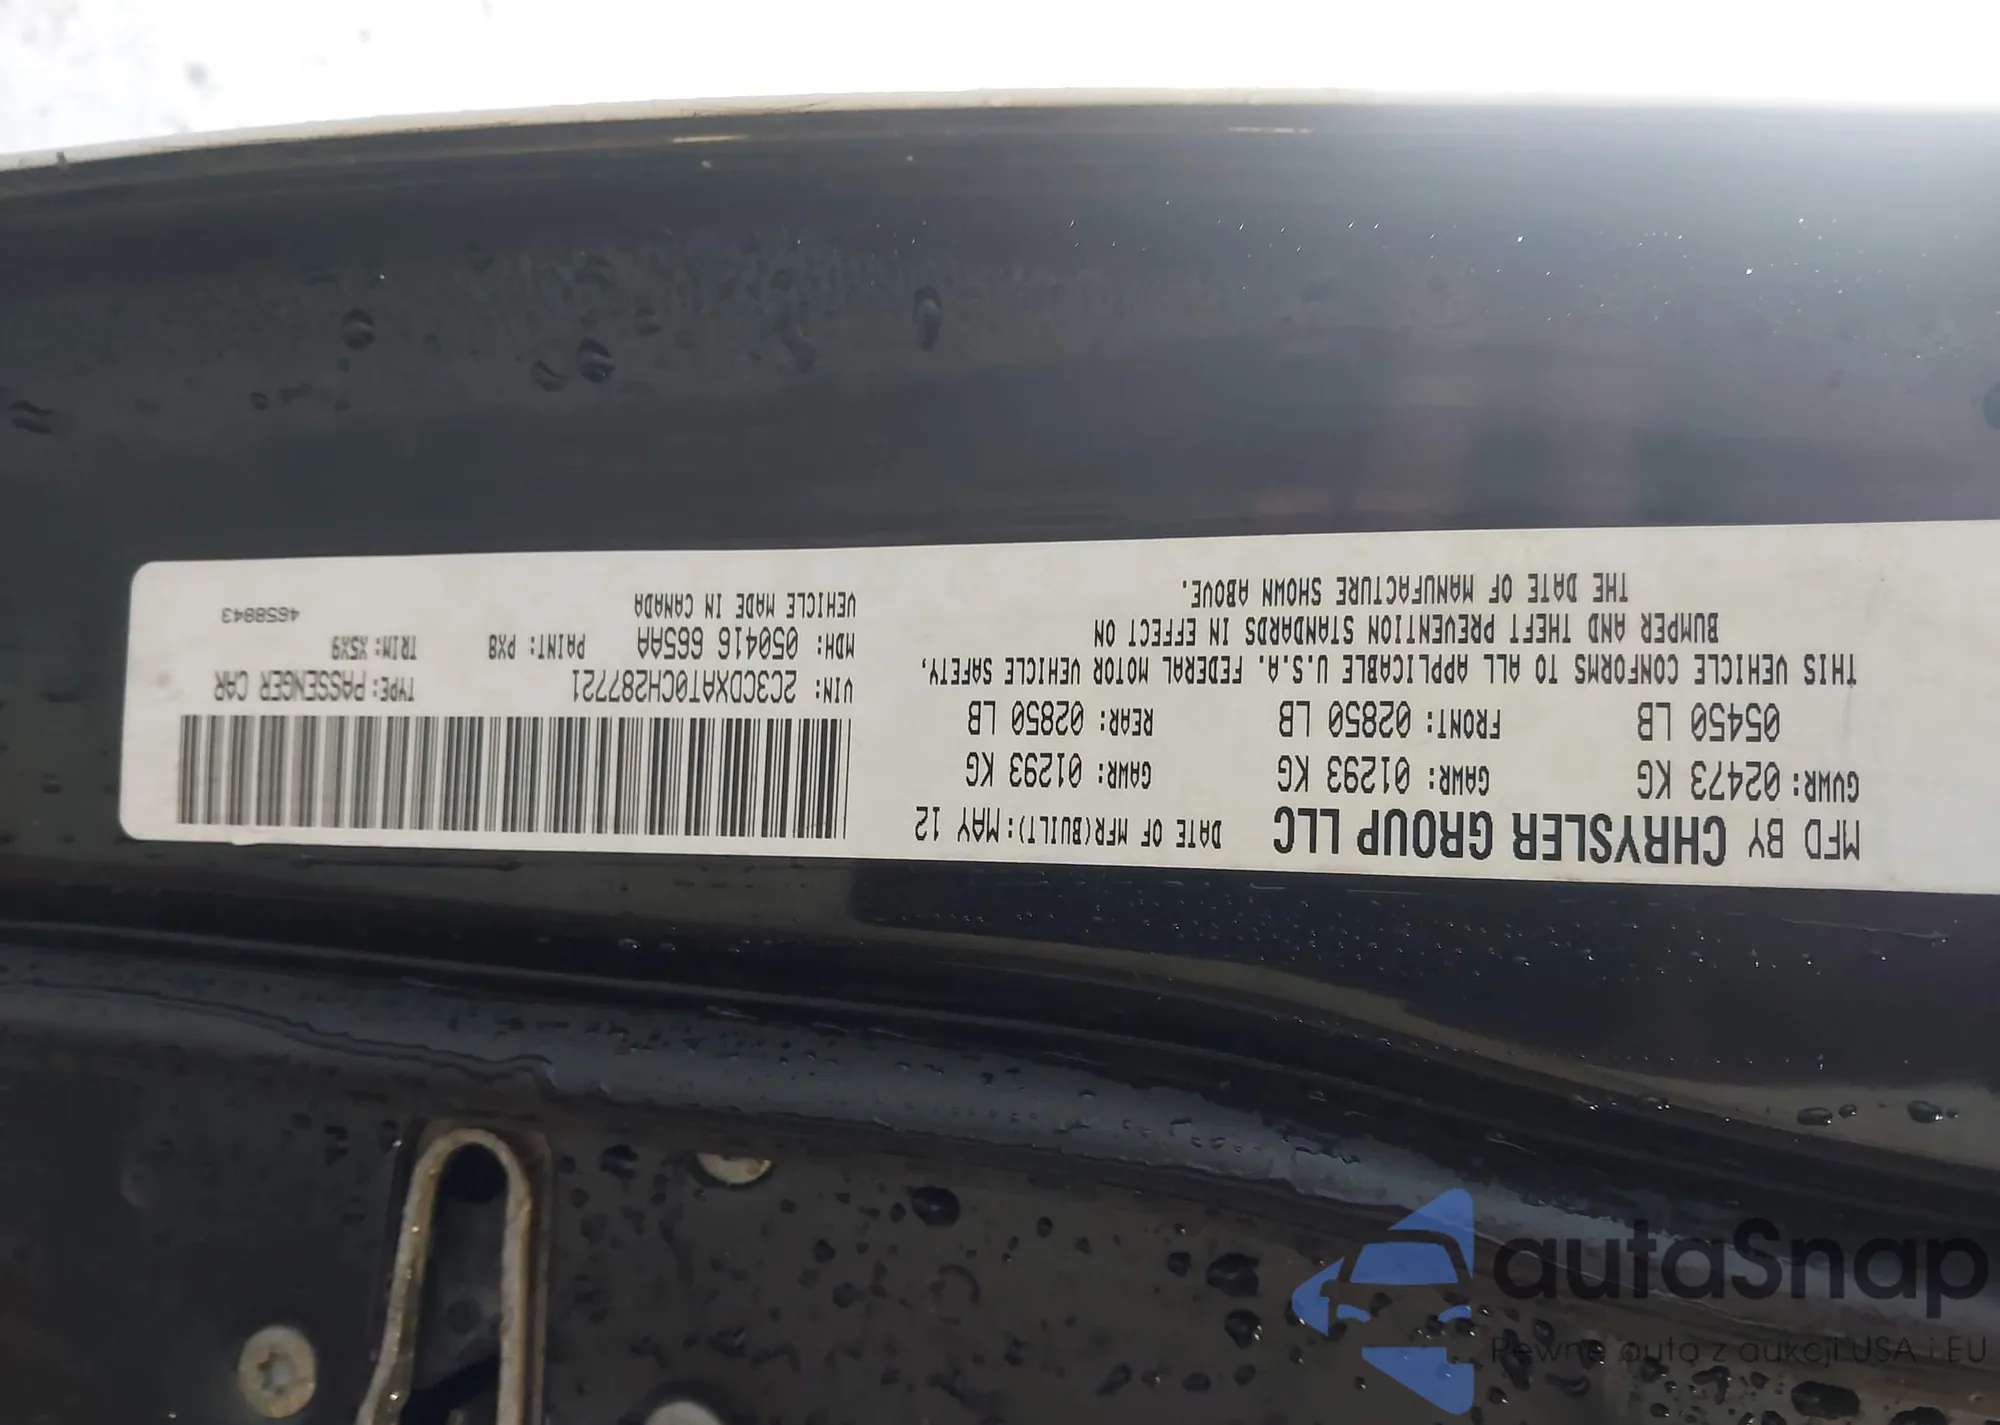 MFD BY CHRYSLER GROUP LLC DATE OF MFR(BUILT): MAY 12
GVWR: 02473 KG GAWR: 01293 KG GAWR: 01293 KG
05450 LB FRONT: 02850 LB REAR: 02850 LB
THIS VEHICLE CONFORMS TO ALL APPLICABLE U.S.A. FEDERAL MOTOR VEHICLE SAFETY,
BUMPER AND THEFT PREVENTION STANDARDS IN EFFECT ON
THE DATE OF MANUFACTURE SHOWN ABOVE.
VIN: 2C3CDXAT0CH287721 TYPE: PASSENGER CAR
MDH: 050416 665AA PAINT: PX8 TRIM: X5X9
VEHICLE MADE IN CANADA 4658843
autaSnap
Pewne auta z aukcji USA i EU